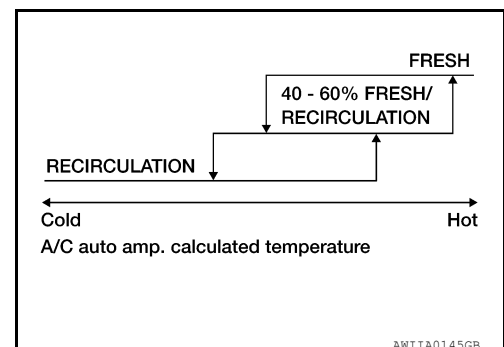 FRESH
40 - 60% FRESH/
RECIRCULATION
RECIRCULATION
Cold
Hot
A/C auto amp. calculated temperature
AWIIA0145GB